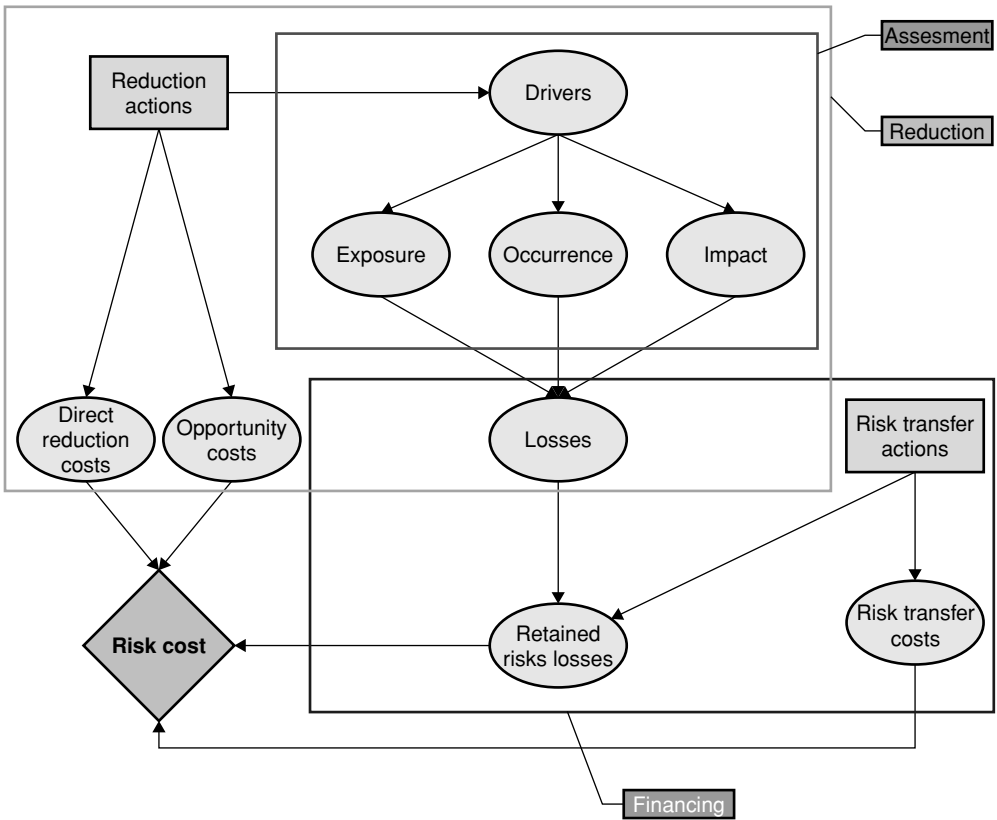 Assesment
Reduction
actions
Drivers
Reduction
Exposure
Occurrence
Impact
Direct
reduction
costs
Opportunity
costs
Losses
Risk transfer
actions
Risk cost
Retained
risks losses
Risk transfer
costs
Financing